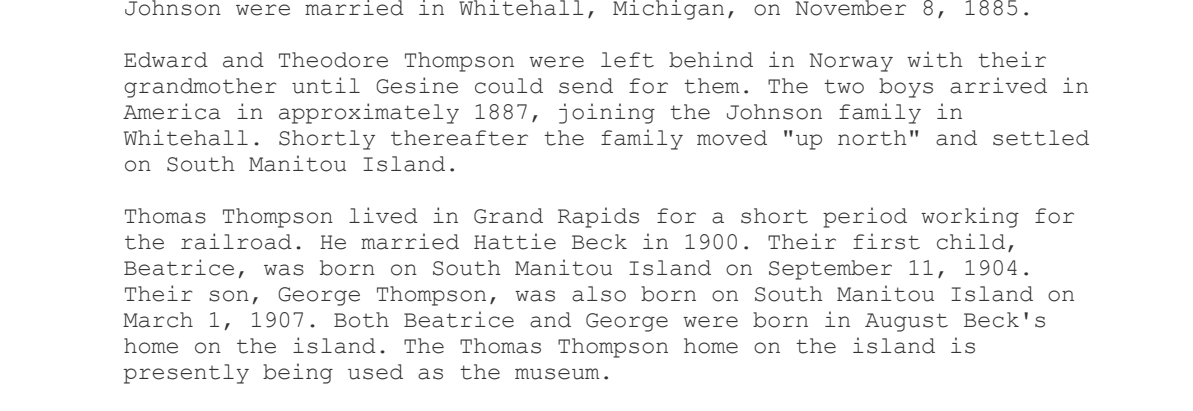 Johnson were married in Whitehall, Michigan, on November 8, 1885.
Edward and Theodore Thompson were left behind in Norway with their
grandmother until Gesine could send for them. The two boys arrived in
America in approximately 1887, joining the Johnson family in
Whitehall. Shortly thereafter the family moved "up north" and settled
on South Manitou Island.
Thomas Thompson lived in Grand Rapids for a short period working for
the railroad. He married Hattie Beck in 1900. Their first child,
Beatrice, was born on South Manitou Island on September 11, 1904.
Their son, George Thompson, was also born on South Manitou Island on
March 1, 1907. Both Beatrice and George were born in August Beck's
home on the island. The Thomas Thompson home on the island is
presently being used as the museum.